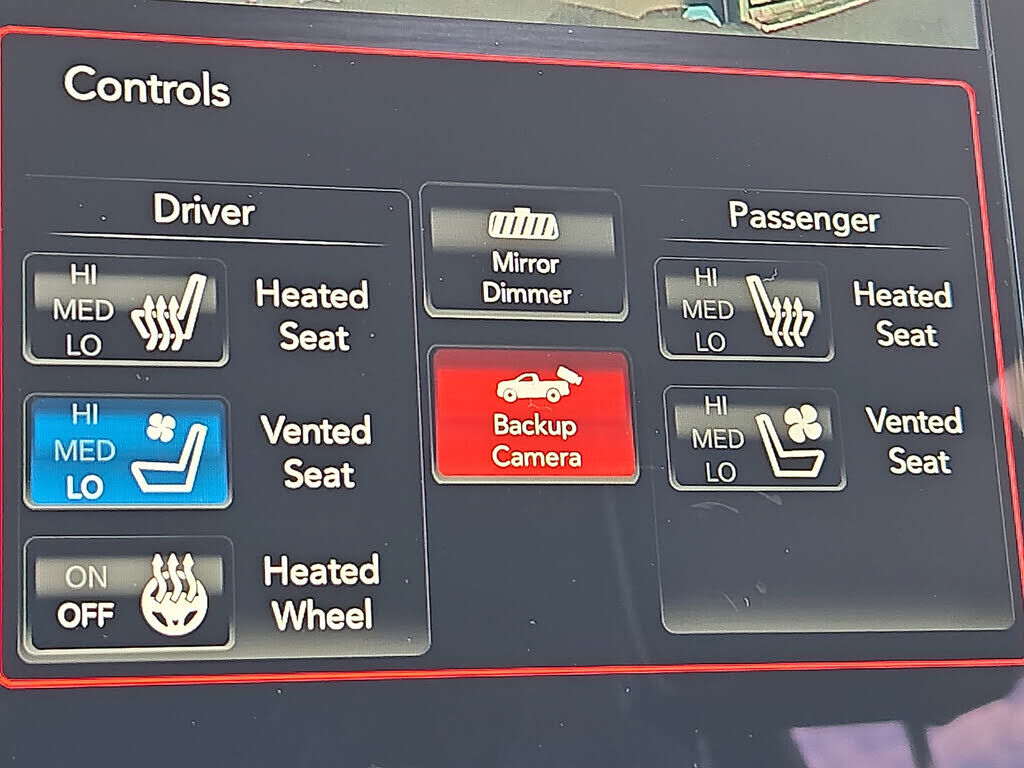 Controls
Driver
HI
MED
LO
Heated
Seat
HI
MED
LO
Vented
Seat
ON
OFF
Heated
Wheel
Mirror
Dimmer
Backup
Camera
Passenger
HI
MED
LO
Heated
Seat
HI
MED
LO
Vented
Seat